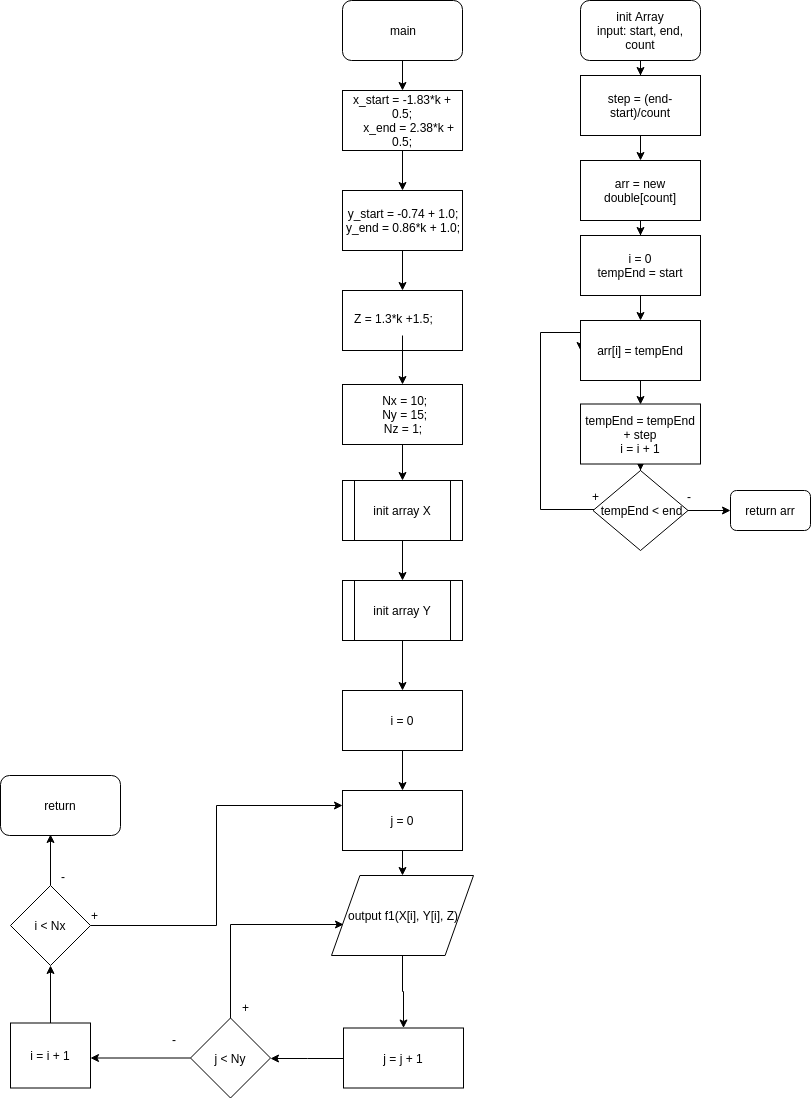 main
x_start = -1.83*k +
0.5;
x_end = 2.38*k +
0.5;
y_start = -0.74 + 1.0;
y_end = 0.86*k + 1.0;
Z = 1.3*k +1.5;
Nx = 10;
Ny = 15;
Nz = 1;
init array X
init array Y
i = 0
j = 0
output f1(X[i], Y[i], Z)
j = j + 1
j < Ny
+
-
i = i + 1
i < Nx
+
-
return
init Array
input: start, end,
count
step = (end-
start)/count
arr = new
double[count]
i = 0
tempEnd = start
arr[i] = tempEnd
tempEnd = tempEnd
+ step
i = i + 1
tempEnd < end
+
-
return arr